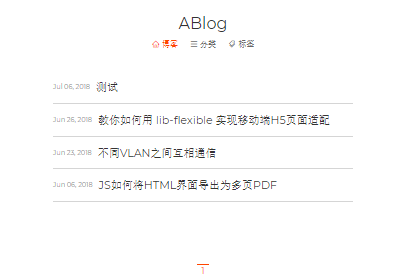 ABlog
博客 分类 标签
Jul 06, 2018 测试
Jun 26, 2018 教你如何用 lib-flexible 实现移动端H5页面适配
Jun 23, 2018 不同VLAN之间互相通信
Jun 06, 2018 JS如何将HTML界面导出为多页PDF
1